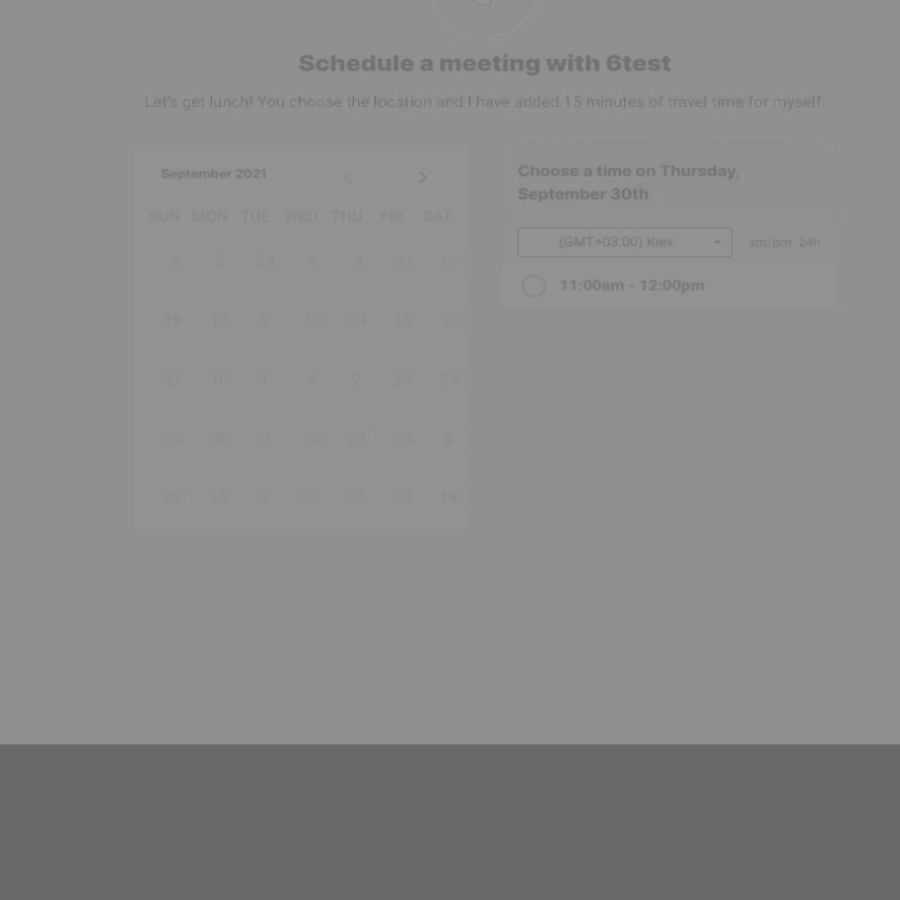 Schedule a meeting with 6test
Let's get lunch! You choose the location and I have added 15 minutes of travel time for myself.
September 2021 < >
SUN MON TUE WED THU FRI SAT
6 3 24 4 4 31 16
19 17 9 13 24 15 20
21 10 1 4 2 24 24
26 30 3 26 29 24 5
29 15 9 22 25 11 19
Choose a time on Thursday,
September 30th
(GMT+03:00) Kiev am/pm 24h
11:00am - 12:00pm